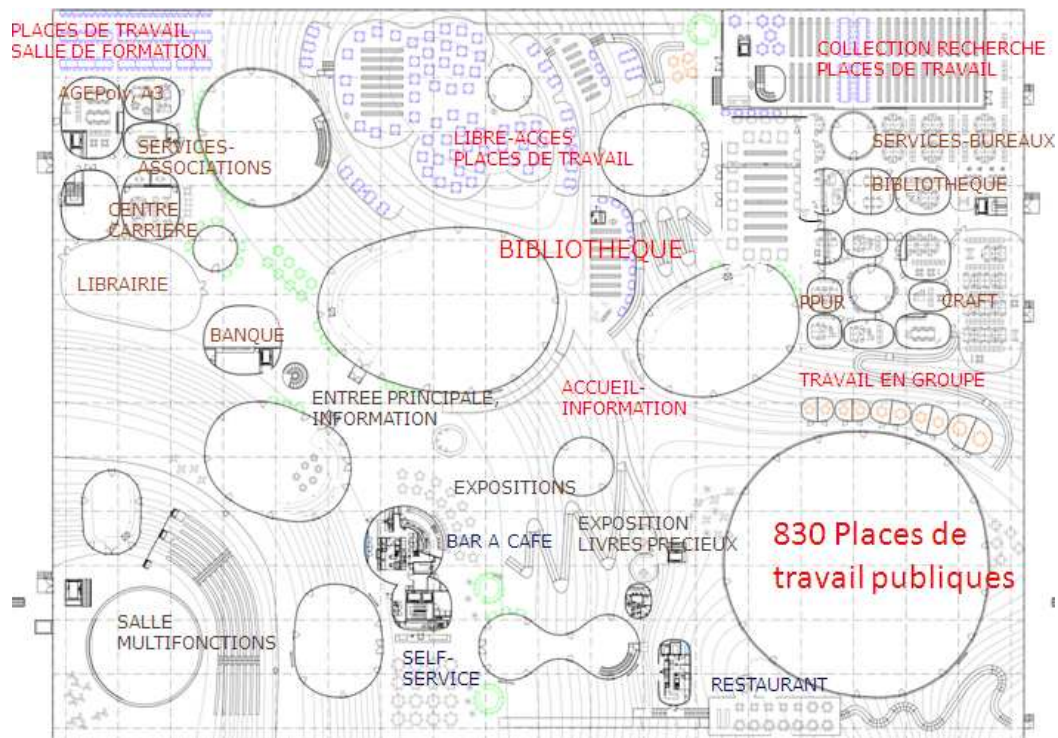 PLACES DE TRAVAIL,
SALLE DE FORMATION
COLLECTION RECHERCHE
PLACES DE TRAVAIL
AGEPoly, A3
SERVICES-
ASSOCIATIONS
LIBRE-ACCES
PLACES DE TRAVAIL
SERVICES-BUREAUX
BIBLIOTHEQUE
CENTRE
CARRIERE
BIBLIOTHEQUE
LIBRAIRIE
PPUR
CRAFT
BANQUE
ENTREE PRINCIPALE,
INFORMATION
ACCUEIL-
INFORMATION
TRAVAIL EN GROUPE
EXPOSITIONS
EXPOSITION
LIVRES PRECIEUX
BAR A CAFE
830 Places de
travail publiques
SALLE
MULTIFONCTIONS
SELF-
SERVICE
RESTAURANT